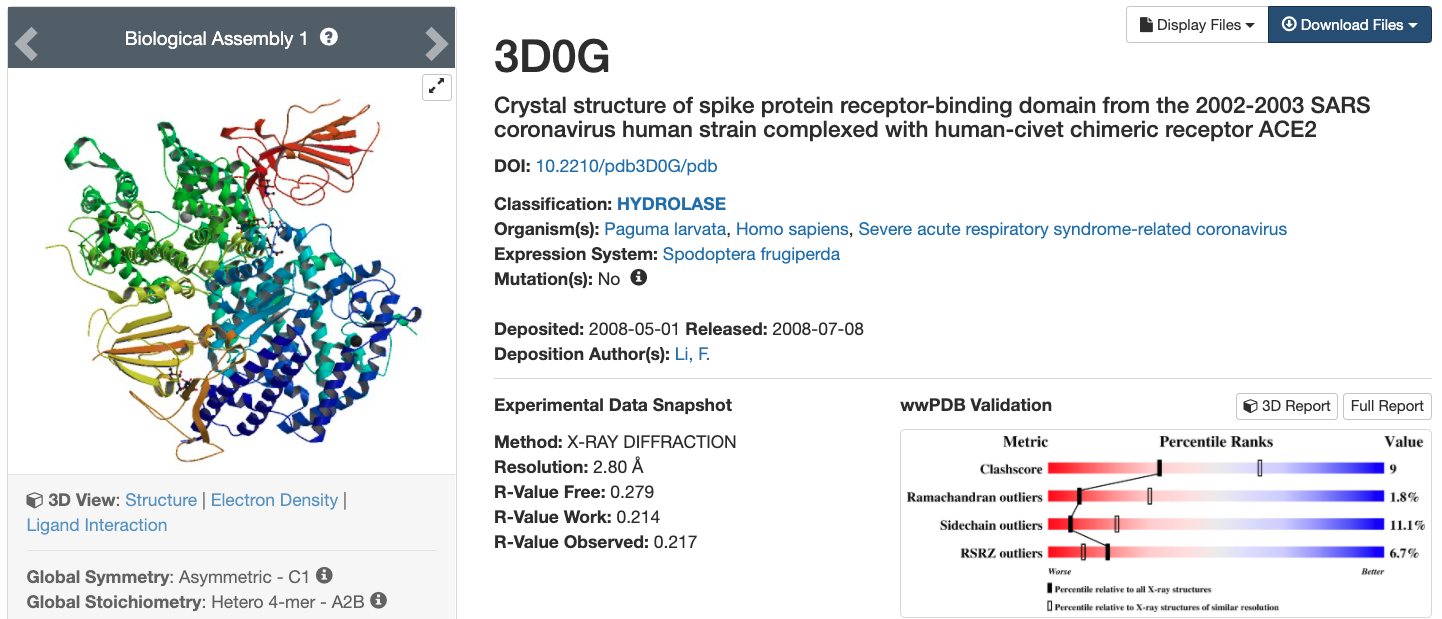 Biological Assembly 1
3D View: Structure | Electron Density |
Ligand Interaction
Global Symmetry: Asymmetric - C1
Global Stoichiometry: Hetero 4-mer - A2B
Display Files
Download Files
3D0G
Crystal structure of spike protein receptor-binding domain from the 2002-2003 SARS
coronavirus human strain complexed with human-civet chimeric receptor ACE2
DOI: 10.2210/pdb3D0G/pdb
Classification: HYDROLASE
Organism(s): Paguma larvata, Homo sapiens, Severe acute respiratory syndrome-related coronavirus
Expression System: Spodoptera frugiperda
Mutation(s): No
Deposited: 2008-05-01 Released: 2008-07-08
Deposition Author(s): Li, F.
Experimental Data Snapshot
Method: X-RAY DIFFRACTION
Resolution: 2.80 Å
R-Value Free: 0.279
R-Value Work: 0.214
R-Value Observed: 0.217
wwPDB Validation
3D Report
Full Report
Metric Percentile Ranks Value
Clashscore 9
Ramachandran outliers 1.8%
Sidechain outliers 11.1%
RSRZ outliers 6.7%
Worse Better
Percentile relative to all X-ray structures
Percentile relative to X-ray structures of similar resolution